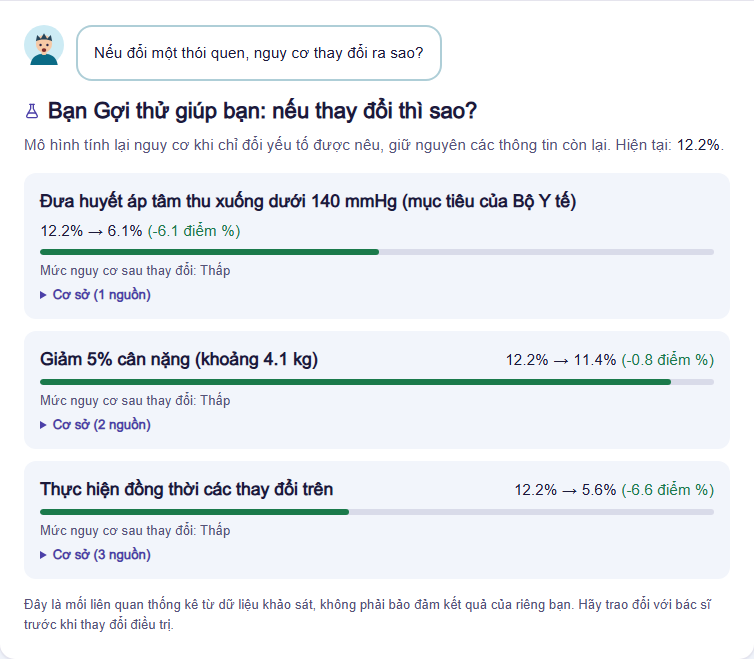 Nếu đổi một thói quen, nguy cơ thay đổi ra sao?
Bạn Gợi thử giúp bạn: nếu thay đổi thì sao?
Mô hình tính lại nguy cơ khi chỉ đổi yếu tố được nêu, giữ nguyên các thông tin còn lại. Hiện tại: 12.2%.
Đưa huyết áp tâm thu xuống dưới 140 mmHg (mục tiêu của Bộ Y tế)
12.2% → 6.1% (-6.1 điểm %)
Mức nguy cơ sau thay đổi: Thấp
Cơ sở (1 nguồn)
Giảm 5% cân nặng (khoảng 4.1 kg) 12.2% → 11.4% (-0.8 điểm %)
Mức nguy cơ sau thay đổi: Thấp
Cơ sở (2 nguồn)
Thực hiện đồng thời các thay đổi trên 12.2% → 5.6% (-6.6 điểm %)
Mức nguy cơ sau thay đổi: Thấp
Cơ sở (3 nguồn)
Đây là mối liên quan thống kê từ dữ liệu khảo sát, không phải bảo đảm kết quả của riêng bạn. Hãy trao đổi với bác sĩ
trước khi thay đổi điều trị.